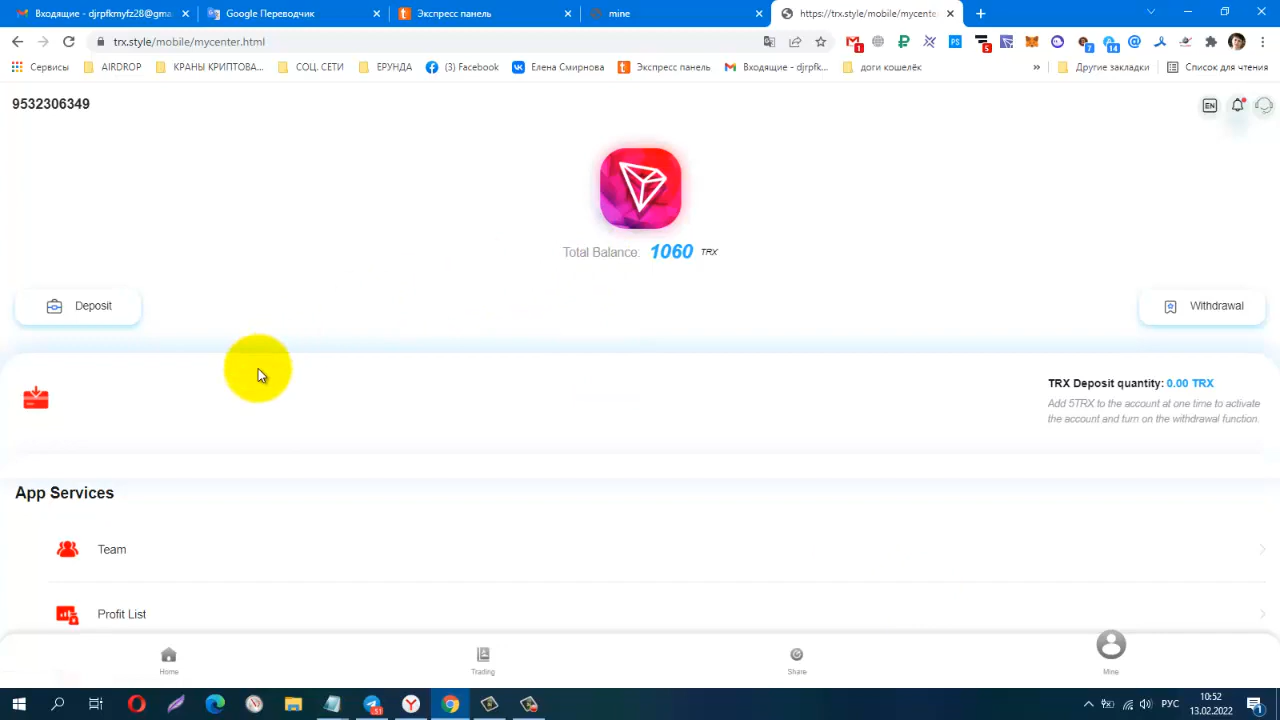 Входящие - djrpfkmyfz28@gma
Google Переводчик
Экспресс панель
mine
https://trx.style/mobile/mycente
trx.style/mobile/mycenter.html
1
7
5
14
Сервисы
AIRDROP
КРАНЫ КРИПТОВА...
СОЦ. СЕТИ
ЕРУНДА
(3) Facebook
Елена Смирнова
Экспресс панель
Входящие - djrpfk...
доги кошелёк
»
Другие закладки
Список для чтения
9532306349
EN
Total Balance: 1060 TRX
Deposit
Withdrawal
TRX Deposit quantity: 0.00 TRX
Add 5TRX to the account at one time to activate
the account and turn on the withdrawal function.
App Services
Team
Profit List
Home
Trading
Share
Mine
РУС
10:52
13.02.2022